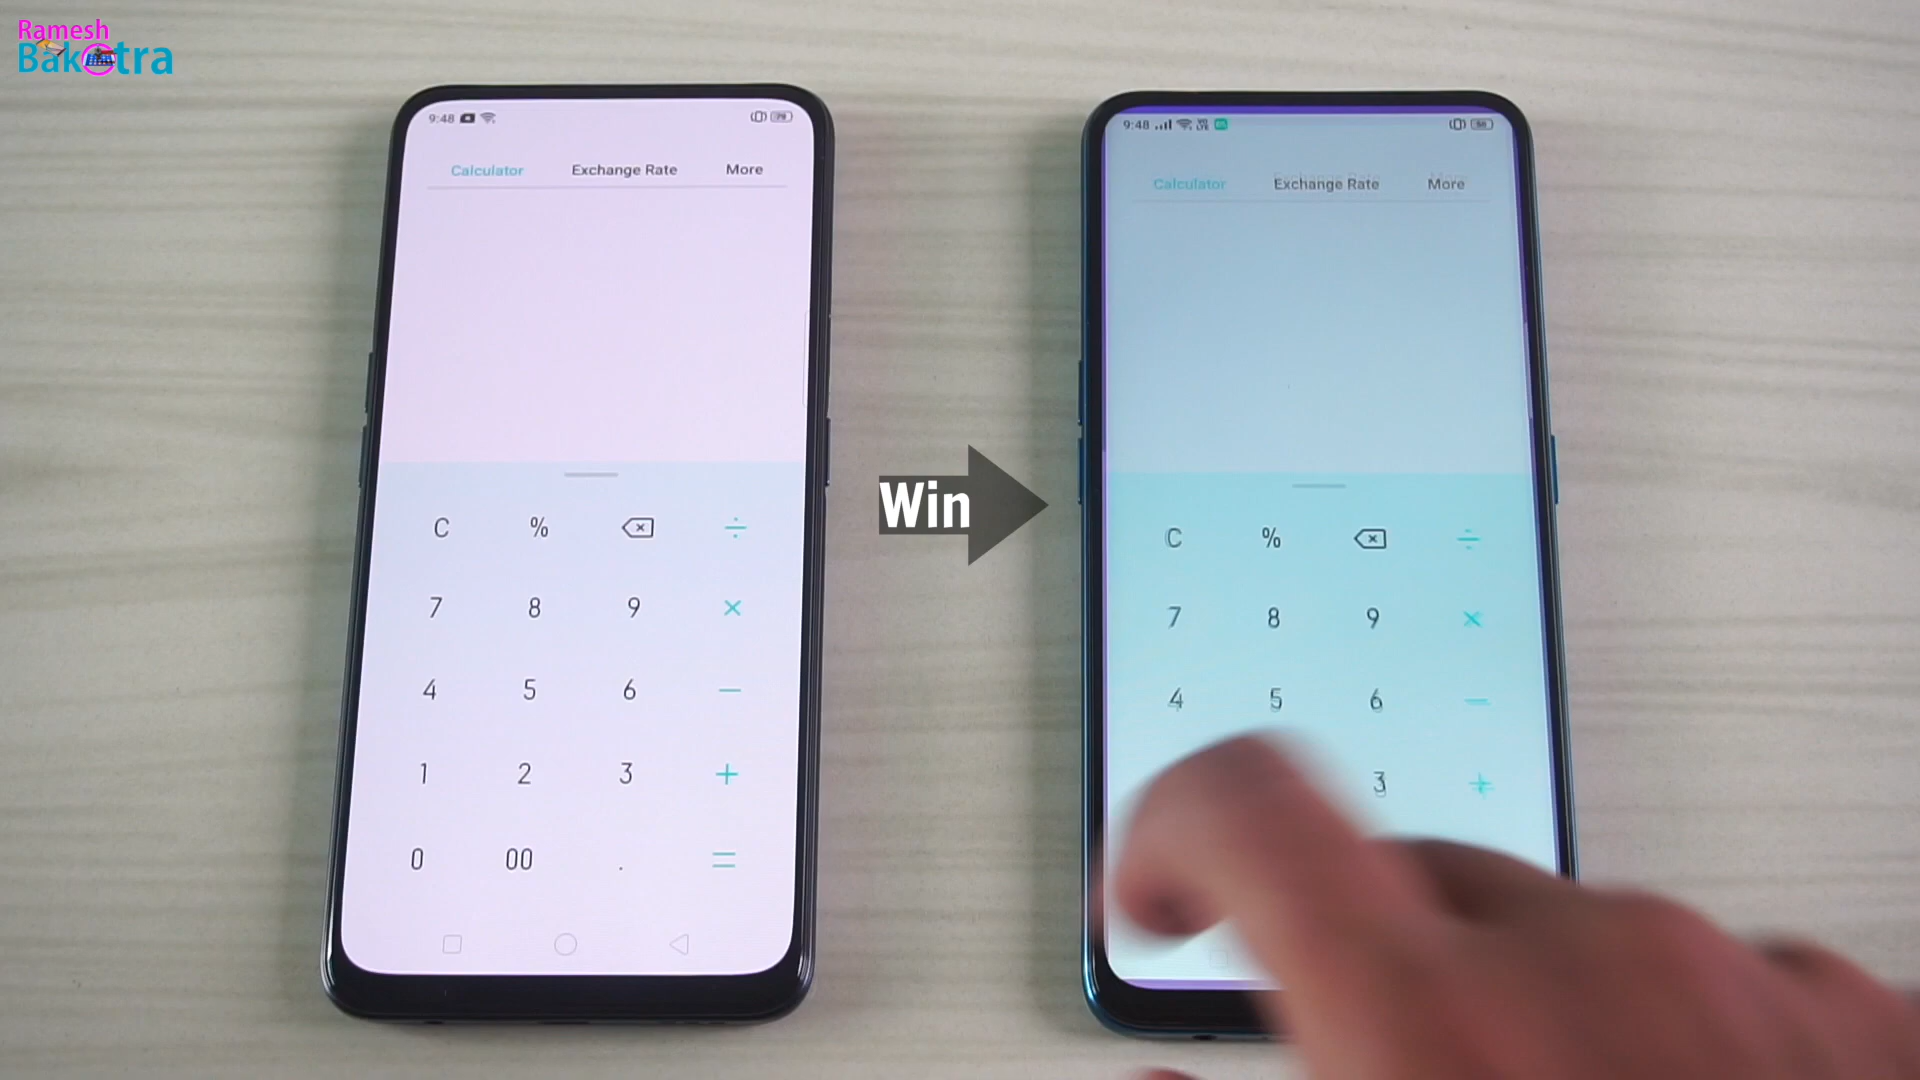 Ramesh
Bakotra
9:48 79
Calculator Exchange Rate More
C %
÷
7 8 9 ×
4 5 6 −
1 2 3 +
0 00 . =
Win
9:48
Calculator Exchange Rate More
C %
÷
7 8 9 ×
4 5 6 −
3 +